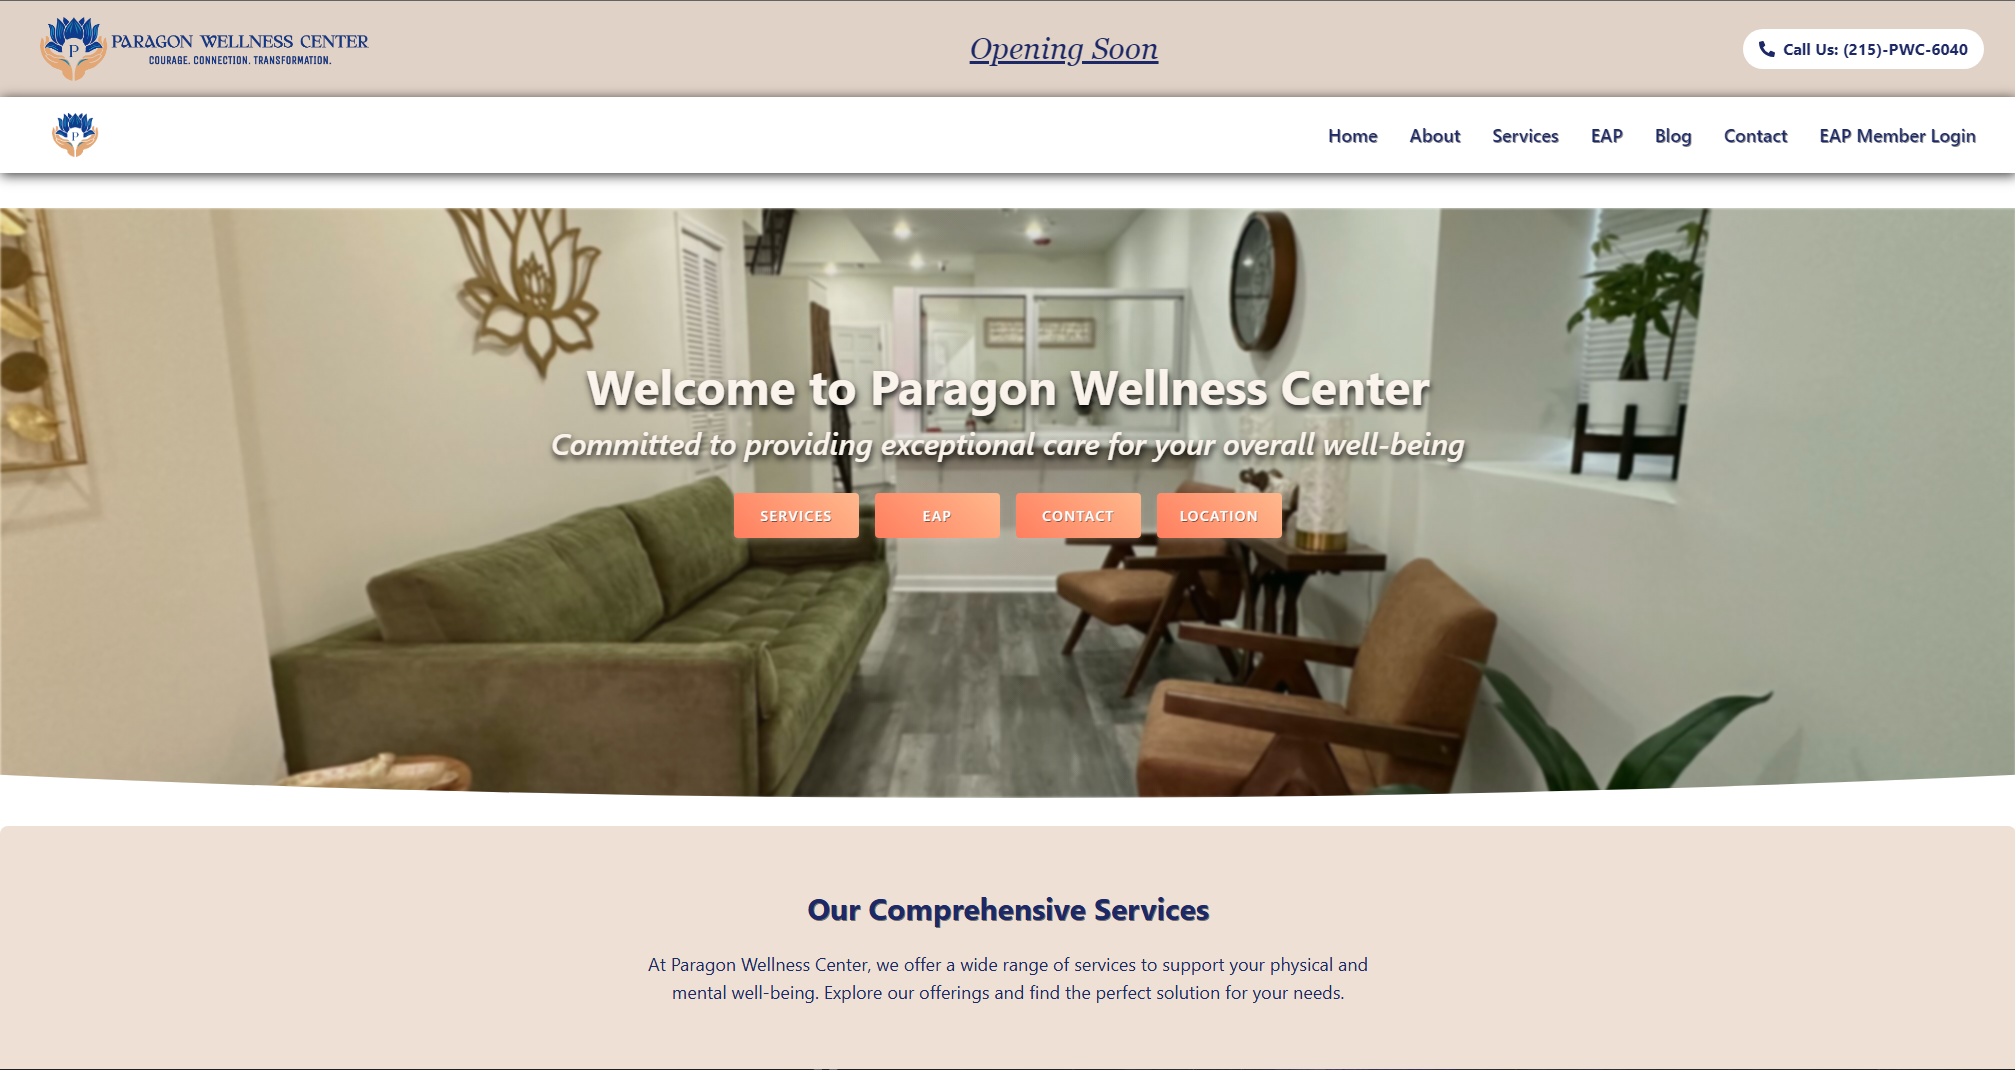 P
PARAGON WELLNESS CENTER
COURAGE. CONNECTION. TRANSFORMATION.
Opening Soon
Call Us: (215)-PWC-6040
P
Home About Services EAP Blog Contact EAP Member Login
Welcome to Paragon Wellness Center
Committed to providing exceptional care for your overall well-being
SERVICES EAP CONTACT LOCATION
Our Comprehensive Services
At Paragon Wellness Center, we offer a wide range of services to support your physical and
mental well-being. Explore our offerings and find the perfect solution for your needs.